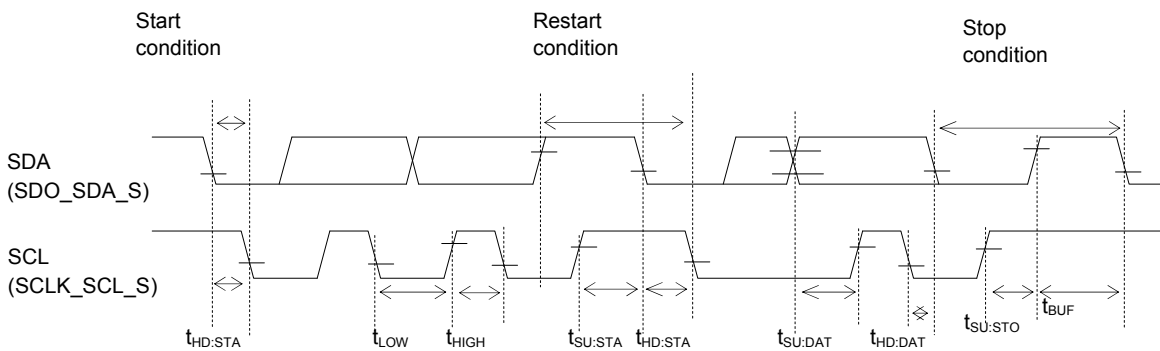 Start
condition
Restart
condition
Stop
condition
SDA
(SDO_SDA_S)
SCL
(SCLK_SCL_S)
tHD:STA
tLOW
tHIGH
tSU:STA
tHD:STA
tSU:DAT
tHD:DAT
tSU:STO
tBUF